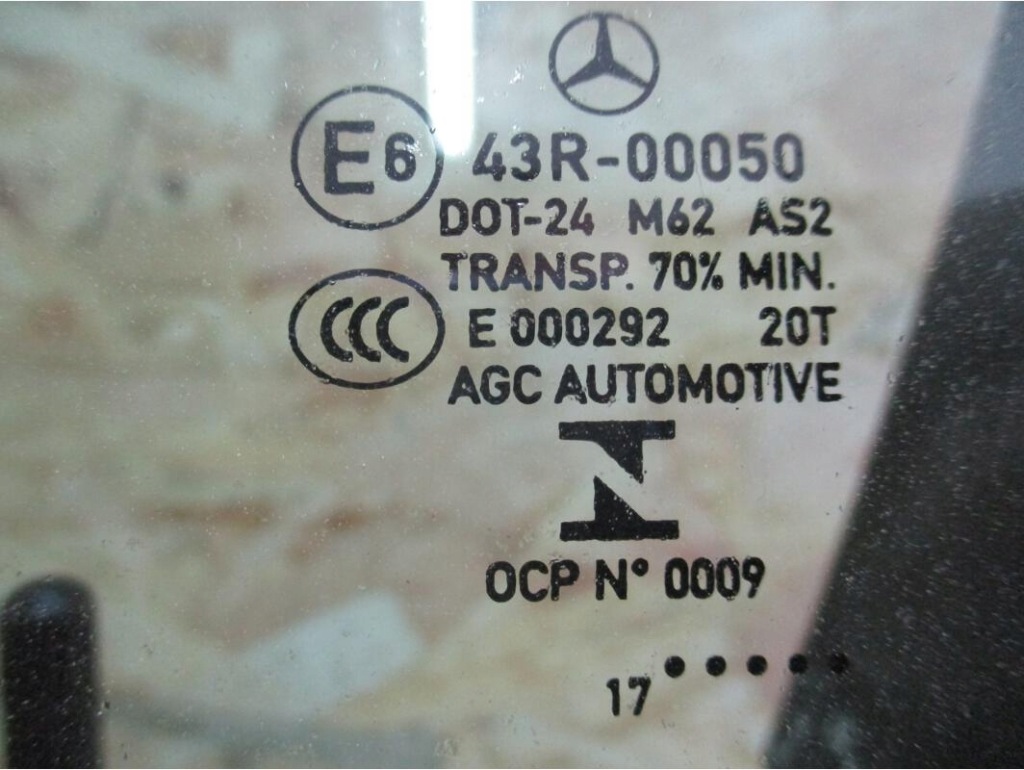 E6 43R-00050
DOT-24 M62 AS2
TRANSP. 70% MIN.
CCC E 000292 20T
AGC AUTOMOTIVE
OCP N° 0009
17 •••••